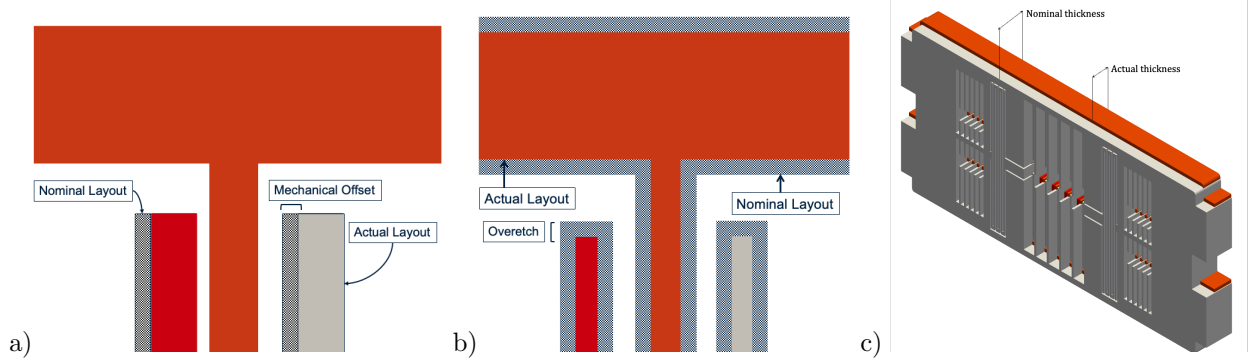 Nominal Layout
Mechanical Offset
Actual Layout
a)
Actual Layout
Nominal Layout
Overetch
b)
Nominal thickness
Actual thickness
c)